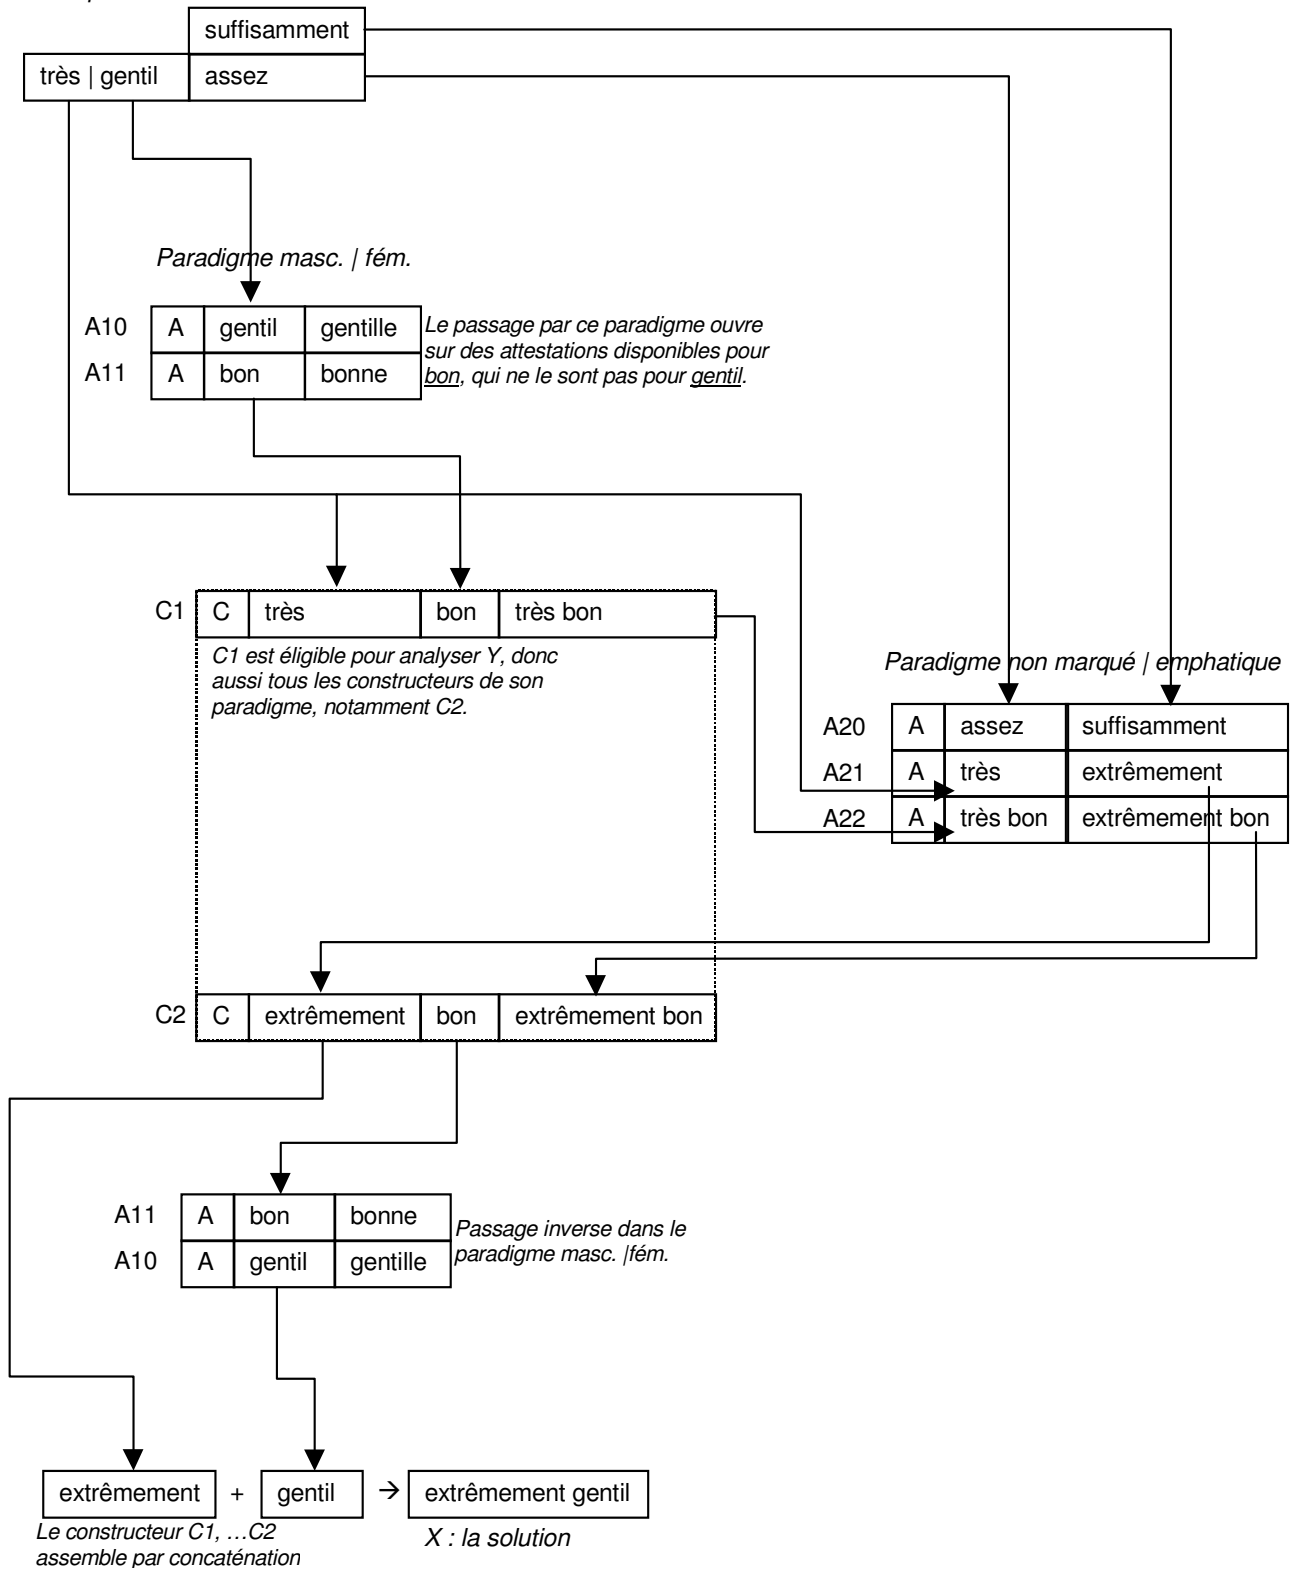 suffisamment
très | gentil assez
Paradigme masc. | fém.
A10 A gentil gentille
A11 A bon bonne
Le passage par ce paradigme ouvre
sur des attestations disponibles pour
bon, qui ne le sont pas pour gentil.
C1 C très bon très bon
C1 est éligible pour analyser Y, donc
aussi tous les constructeurs de son
paradigme, notamment C2.
Paradigme non marqué | emphatique
A20 A assez suffisamment
A21 A très extrêmement
A22 A très bon extrêmement bon
C2 C extrêmement bon extrêmement bon
A11 A bon bonne
A10 A gentil gentille
Passage inverse dans le
paradigme masc. |fém.
extrêmement + gentil → extrêmement gentil
Le constructeur C1, …C2
assemble par concaténation
X : la solution